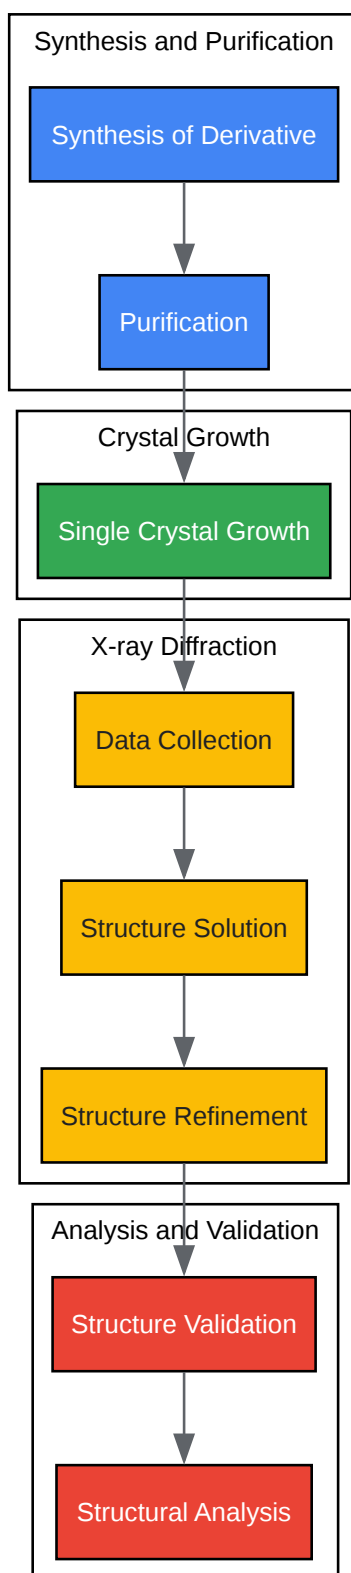 Synthesis and Purification
Synthesis of Derivative
Purification
Crystal Growth
Single Crystal Growth
X-ray Diffraction
Data Collection
Structure Solution
Structure Refinement
Analysis and Validation
Structure Validation
Structural Analysis